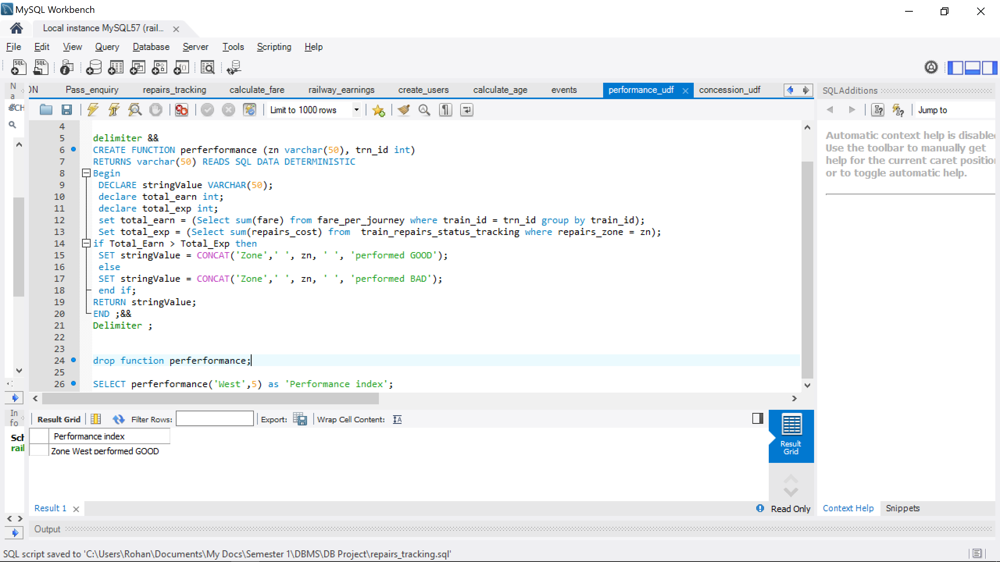 MySQL Workbench
Local instance MySQL57 (rail...
File Edit View Query Database Server Tools Scripting Help
N
a
ON Pass_enquiry repairs_tracking calculate_fare railway_earnings create_users calculate_age events performance_udf concession_udf
SQLAdditions
CH
Limit to 1000 rows
Jump to
Automatic context help is disabled
Use the toolbar to manually get
help for the current caret position
or to toggle automatic help.
4
5 delimiter &&
6 CREATE FUNCTION perferformance (zn varchar(50), trn_id int)
7 RETURNS varchar(50) READS SQL DATA DETERMINISTIC
8 Begin
9 DECLARE stringValue VARCHAR(50);
10 declare total_earn int;
11 declare total_exp int;
12 set total_earn = (Select sum(fare) from fare_per_journey where train_id = trn_id group by train_id);
13 Set total_exp = (Select sum(repairs_cost) from  train_repairs_status_tracking where repairs_zone = zn);
14 if Total_Earn > Total_Exp then
15 SET stringValue = CONCAT('Zone',' ', zn, ' ', 'performed GOOD');
16 else
17 SET stringValue = CONCAT('Zone',' ', zn, ' ', 'performed BAD');
18 end if;
19 RETURN stringValue;
20 END ;&&
21 Delimiter ;
22
23
24 drop function perferformance;
25
26 SELECT perferformance('West',5) as 'Performance index';
In
fo
Sch
rail
Result Grid Filter Rows: Export: Wrap Cell Content:
Performance index
Zone West performed GOOD
Result
Grid
Result 1
Read Only
Context Help Snippets
Output
SQL script saved to 'C:\Users\Rohan\Documents\My Docs\Semester 1\DBMS\DB Project\repairs_tracking.sql'